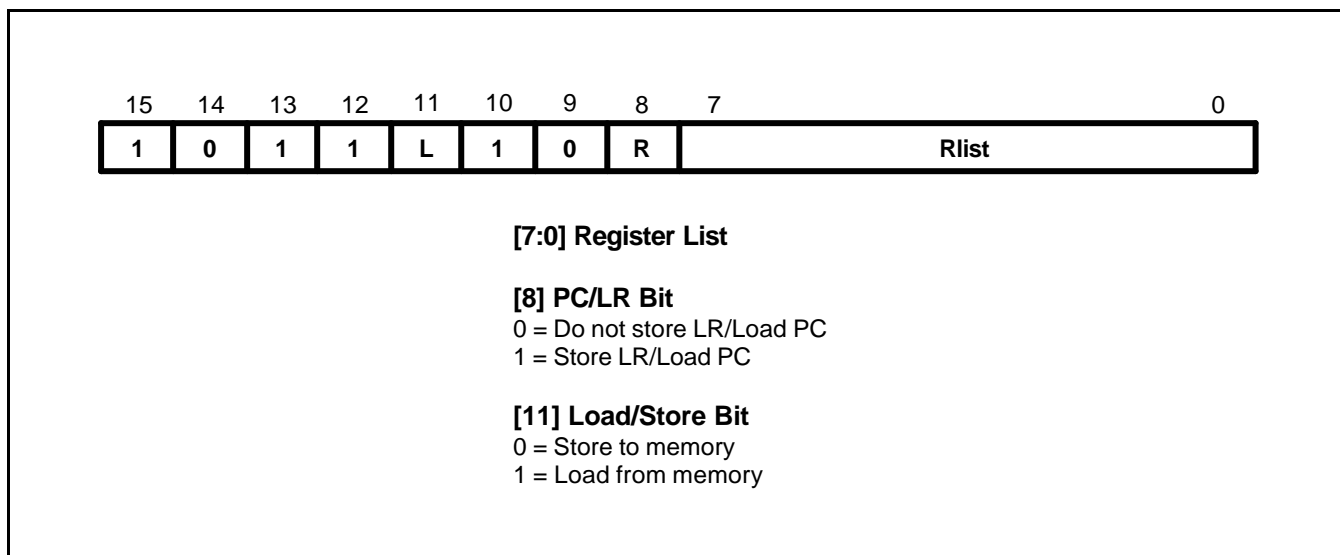 15 14 13 12 11 10 9 8 7 0
1 0 1 1 L 1 0 R Rlist
[7:0] Register List
[8] PC/LR Bit
0 = Do not store LR/Load PC
1 = Store LR/Load PC
[11] Load/Store Bit
0 = Store to memory
1 = Load from memory